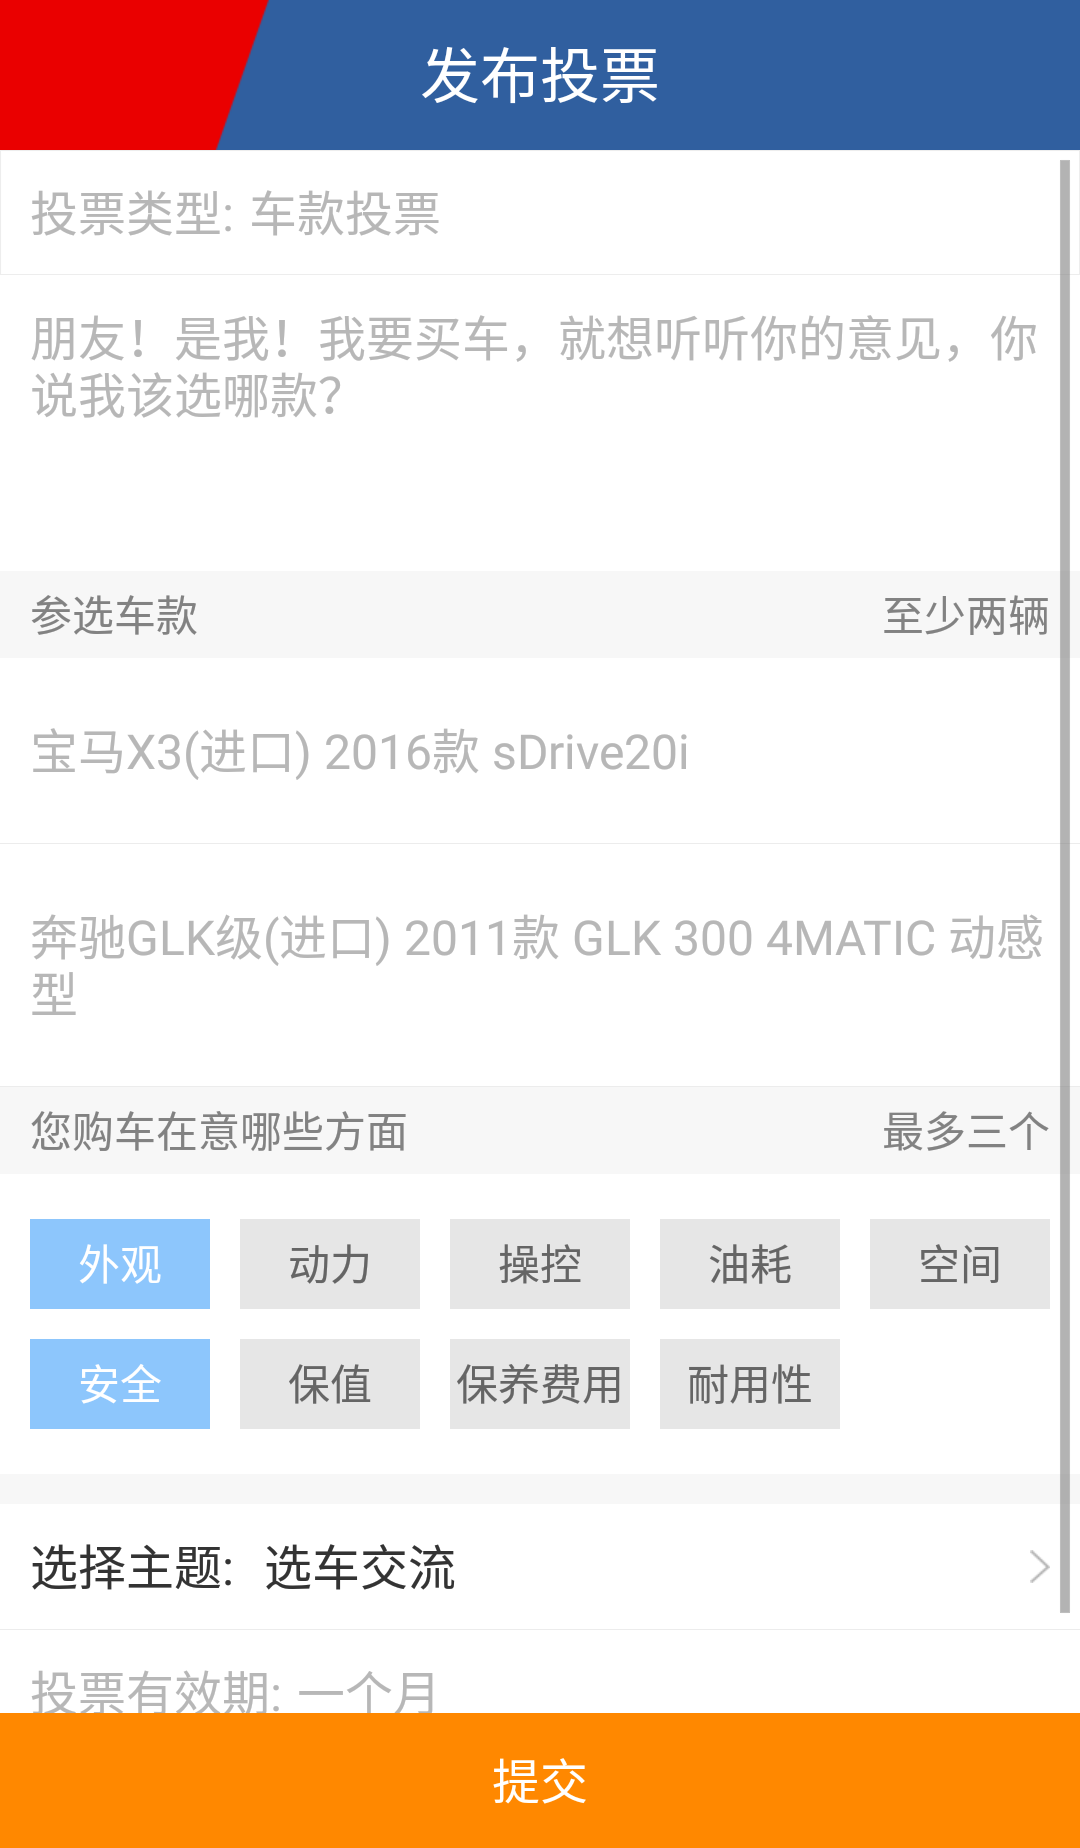 发布投票
投票类型: 车款投票
朋友！是我！我要买车，就想听听你的意见，你
说我该选哪款？
参选车款 至少两辆
宝马X3(进口) 2016款 sDrive20i
奔驰GLK级(进口) 2011款 GLK 300 4MATIC 动感
型
您购车在意哪些方面 最多三个
外观 动力 操控 油耗 空间
安全 保值 保养费用 耐用性
选择主题: 选车交流
投票有效期: 一个月
提交